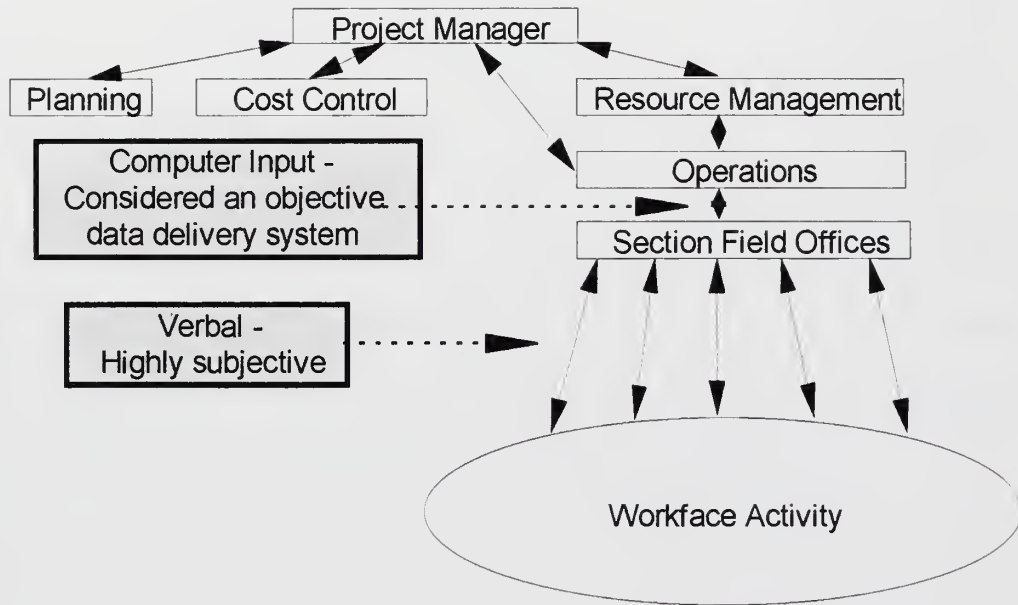 Project Manager
Planning
Cost Control
Resource Management
Computer Input -
Considered an objective
data delivery system
Operations
Section Field Offices
Verbal -
Highly subjective
Workface Activity